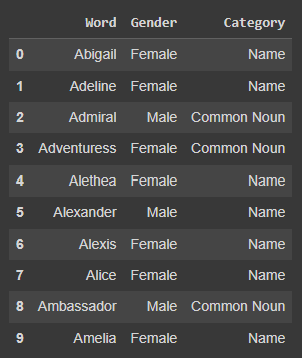 Word Gender Category
0 Abigail Female Name
1 Adeline Female Name
2 Admiral Male Common Noun
3 Adventuress Female Common Noun
4 Alethea Female Name
5 Alexander Male Name
6 Alexis Female Name
7 Alice Female Name
8 Ambassador Male Common Noun
9 Amelia Female Name